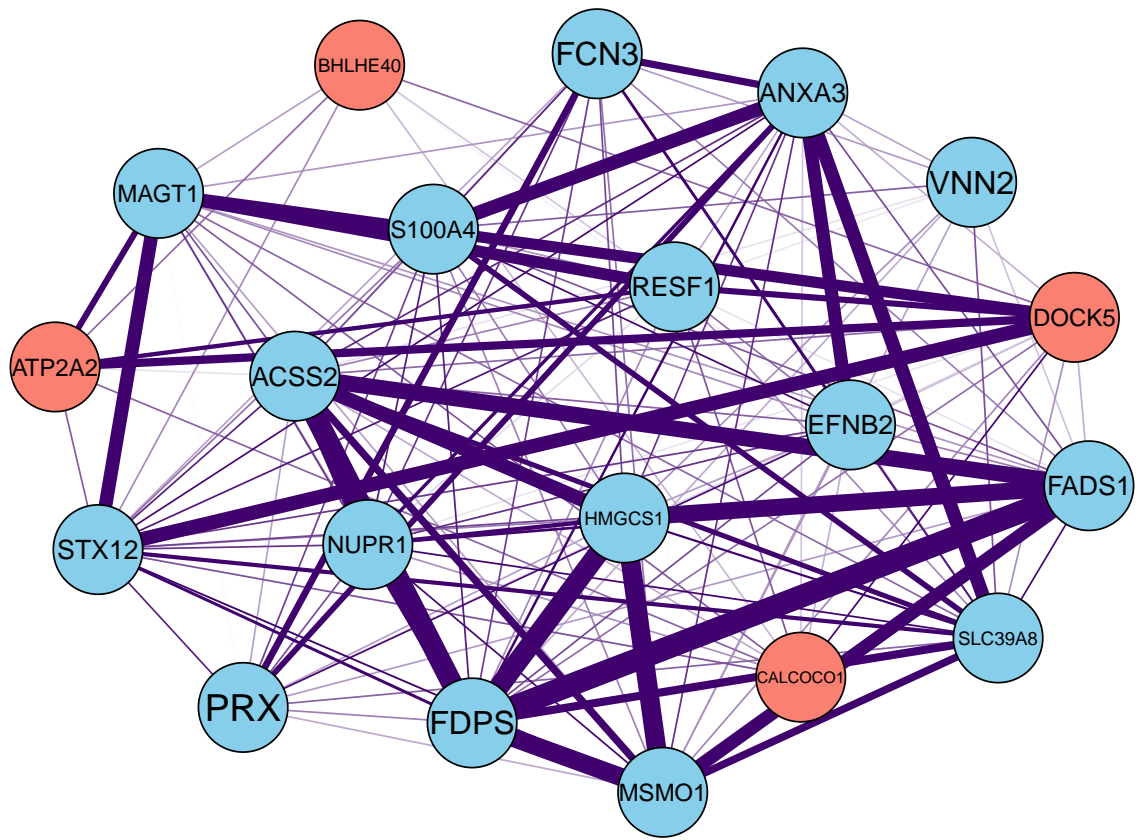 BHLHE40
FCN3
ANXA3
MAGT1
VNN2
S100A4
RESF1
DOCK5
ATP2A2
ACSS2
EFNB2
FADS1
HMGCS1
STX12
NUPR1
SLC39A8
CALCOCO1
PRX
FDPS
MSMO1